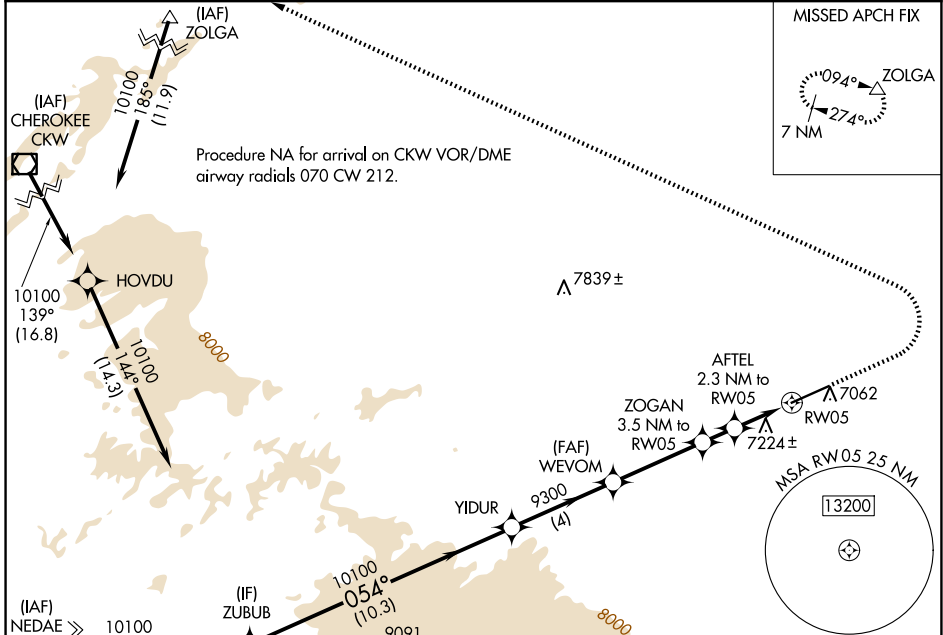 (IAF)
ZOLGA
MISSED APCH FIX
094°
ZOLGA
274°
7 NM
10100
185°
(11.9)
(IAF)
CHEROKEE
CKW
Procedure NA for arrival on CKW VOR/DME
airway radials 070 CW 212.
HOVDU
10100
139°
(16.8)
7839±
10100
144°
(14.3)
8000
AFTEL
2.3 NM to
RW05
7062
RW05
ZOGAN
3.5 NM to
RW05
7224±
(FAF)
WEVOM
MSA RW05 25 NM
13200
YIDUR
9300
(4)
10100
054°
(10.3)
(IAF)
NEDAE
10100
(IF)
ZUBUB
9091
8000